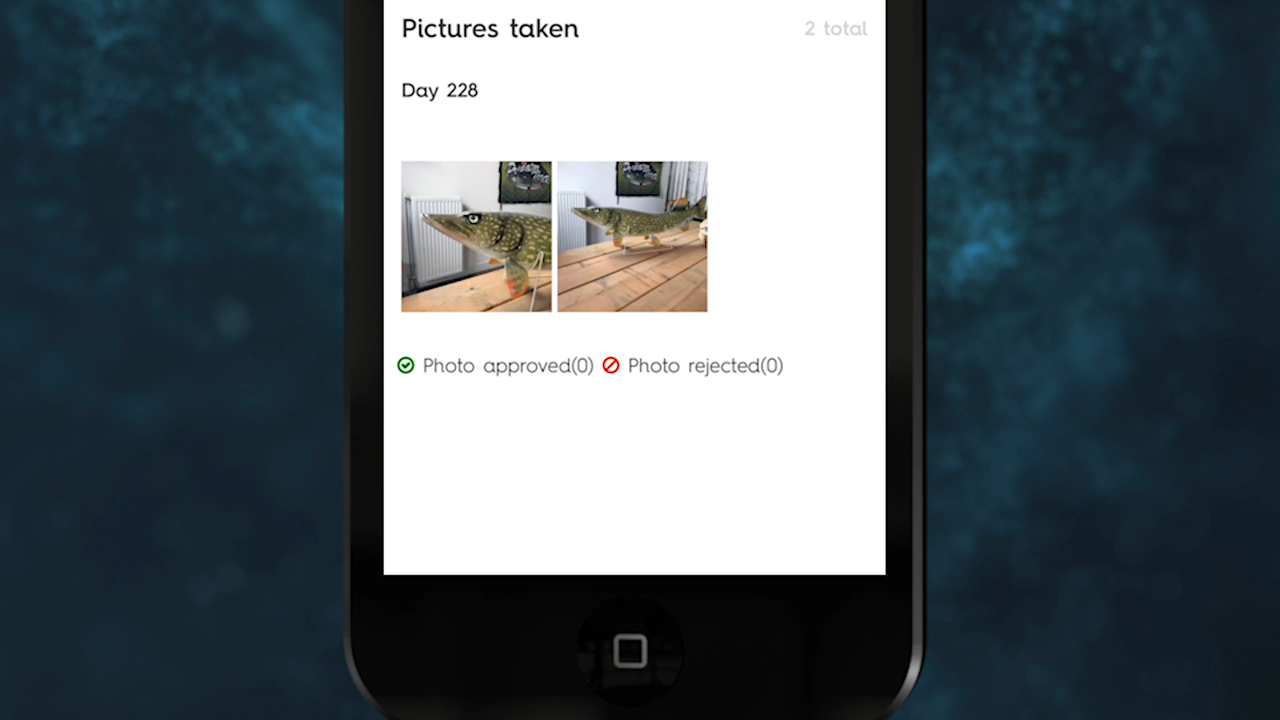 Pictures taken
2 total
Day 228
Photo approved(0) Photo rejected(0)